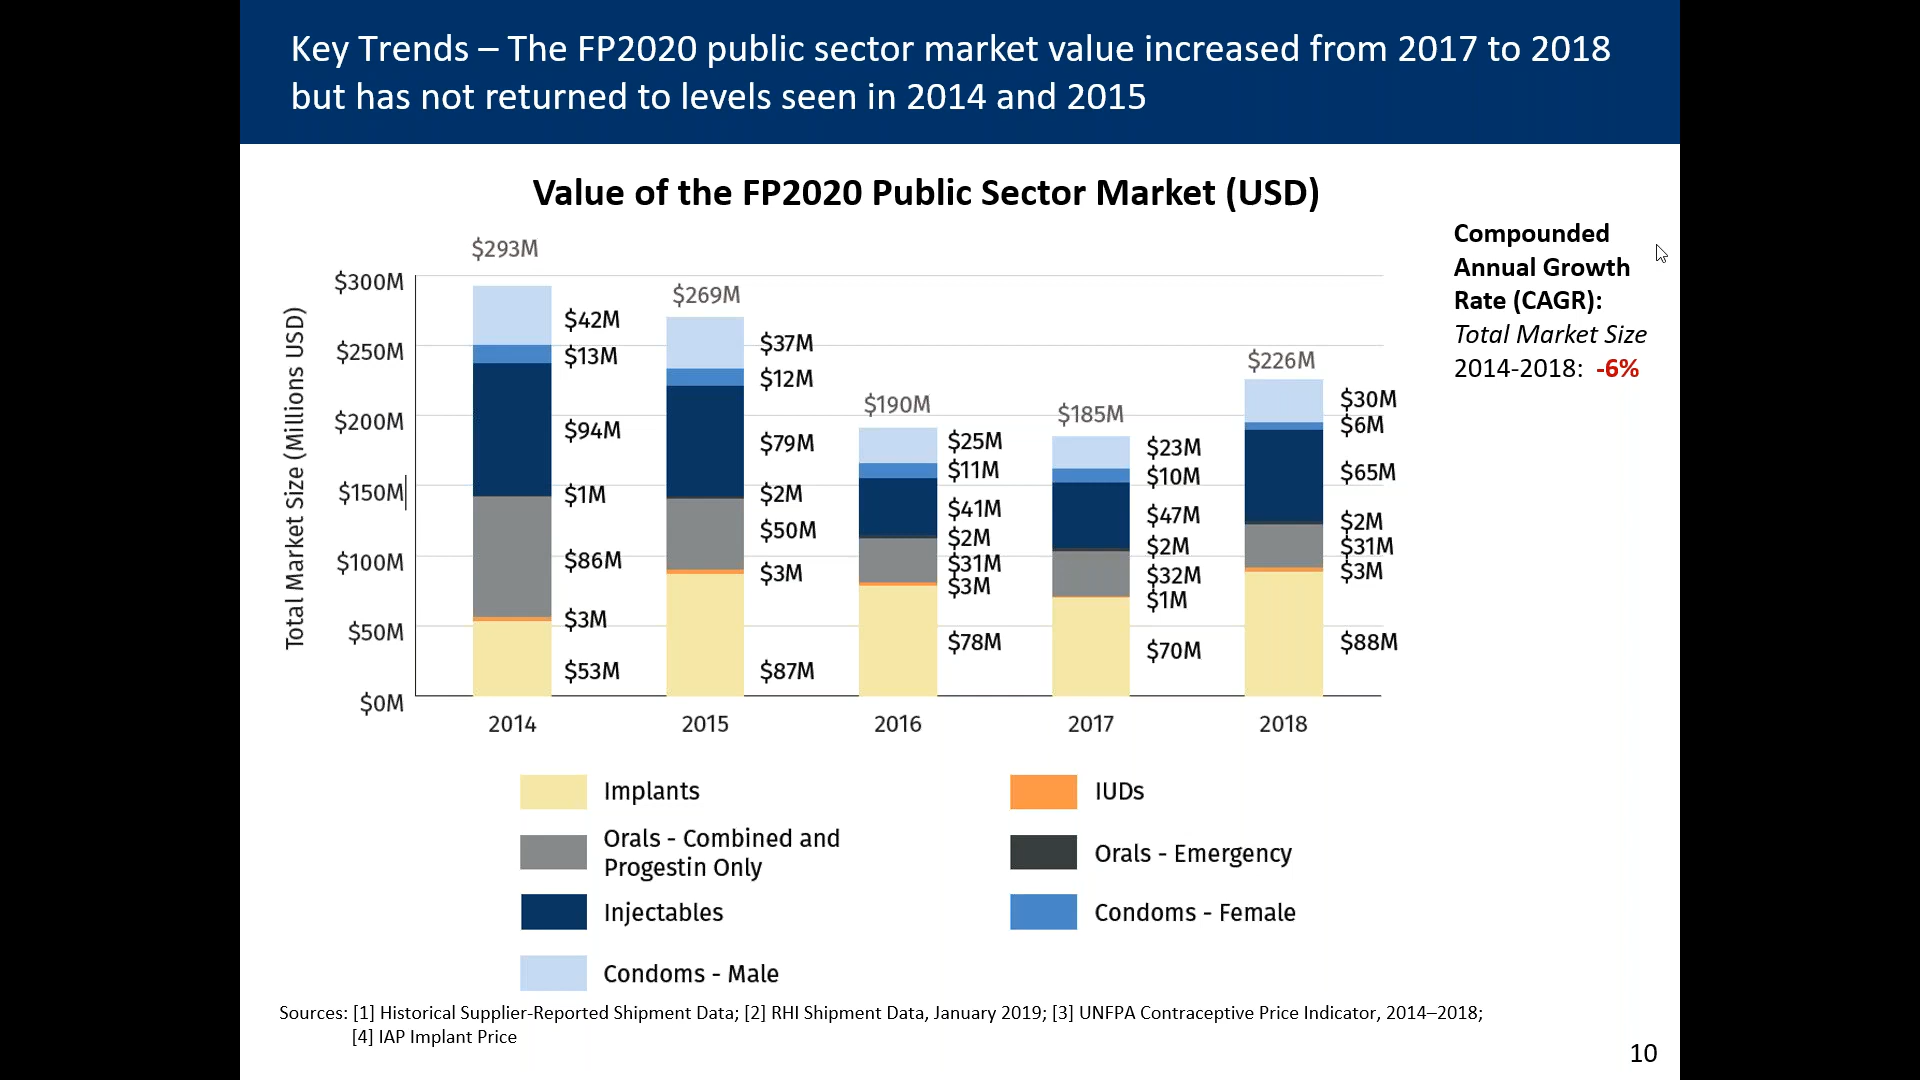 Key Trends – The FP2020 public sector market value increased from 2017 to 2018
but has not returned to levels seen in 2014 and 2015
Value of the FP2020 Public Sector Market (USD)
Compounded
Annual Growth
Rate (CAGR):
Total Market Size
2014-2018: -6%
Total Market Size (Millions USD)
$300M
$250M
$200M
$150M
$100M
$50M
$0M
$293M
$42M
$13M
$94M
$1M
$86M
$3M
$53M
2014
$269M
$37M
$12M
$79M
$2M
$50M
$3M
$87M
2015
$190M
$25M
$11M
$41M
$2M
$31M
$3M
$78M
2016
$185M
$23M
$10M
$47M
$2M
$32M
$1M
$70M
2017
$226M
$30M
$6M
$65M
$2M
$31M
$3M
$88M
2018
Implants
IUDs
Orals - Combined and
Progestin Only
Orals - Emergency
Injectables
Condoms - Female
Condoms - Male
Sources: [1] Historical Supplier-Reported Shipment Data; [2] RHI Shipment Data, January 2019; [3] UNFPA Contraceptive Price Indicator, 2014–2018;
[4] IAP Implant Price
10